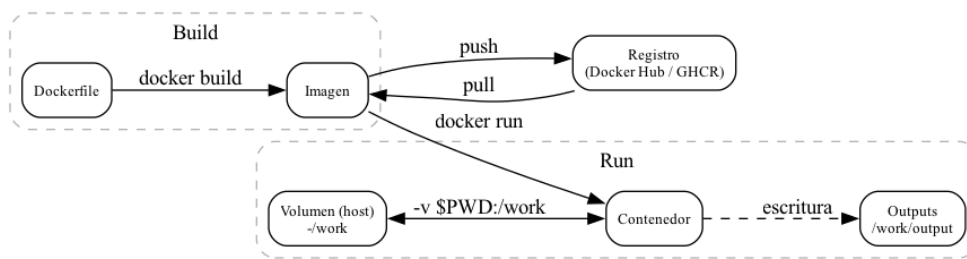 Build
Dockerfile
docker build
Imagen
push
pull
Registro
(Docker Hub / GHCR)
docker run
Run
Volumen (host)
-/work
-v $PWD:/work
Contenedor
escritura
Outputs
/work/output